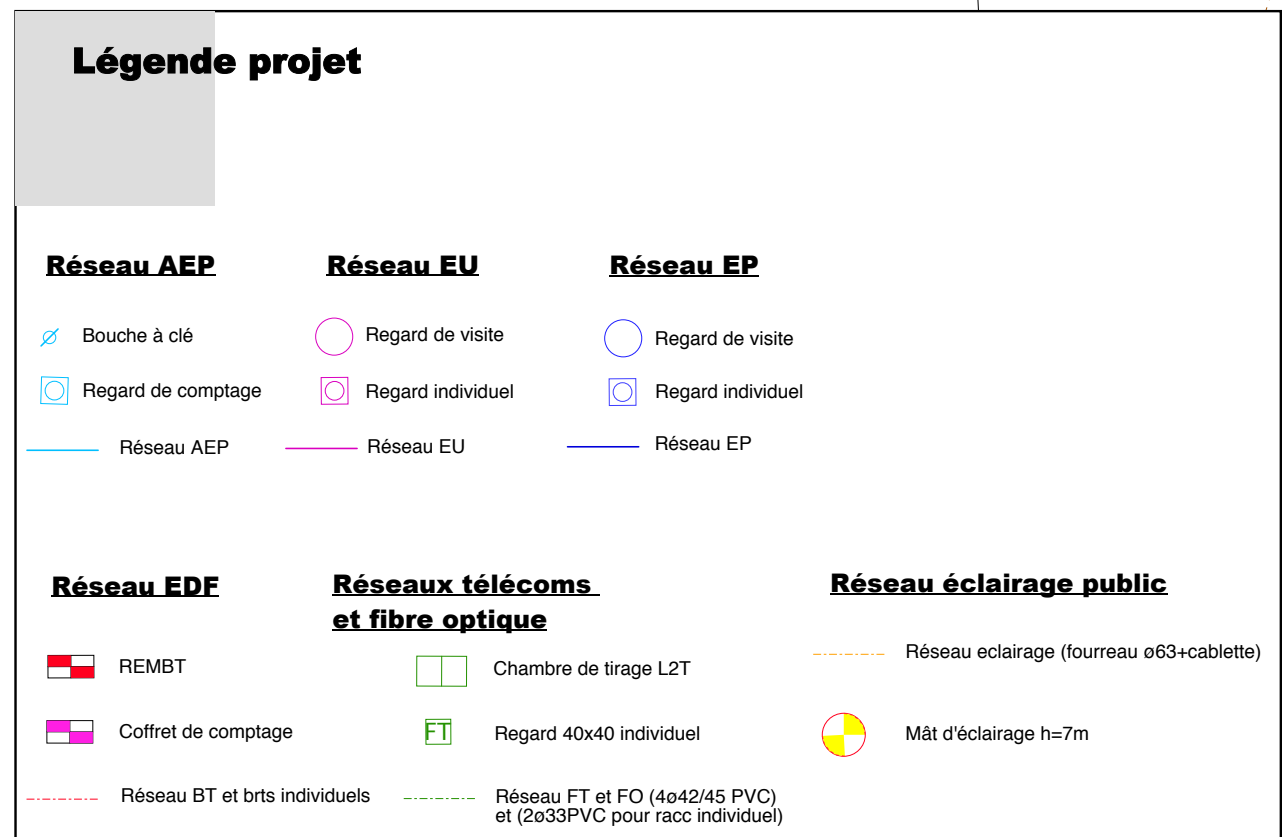 Légende projet
Réseau AEP
Bouche à clé
Regard de comptage
Réseau AEP
Réseau EU
Regard de visite
Regard individuel
Réseau EU
Réseau EP
Regard de visite
Regard individuel
Réseau EP
Réseau EDF
REMBT
Coffret de comptage
Réseau BT et brts individuels
Réseaux télécoms
et fibre optique
Chambre de tirage L2T
FT
Regard 40x40 individuel
Réseau FT et FO (4ø42/45 PVC)
et (2ø33PVC pour racc individuel)
Réseau éclairage public
Réseau eclairage (fourreau ø63+cablette)
Mât d'éclairage h=7m